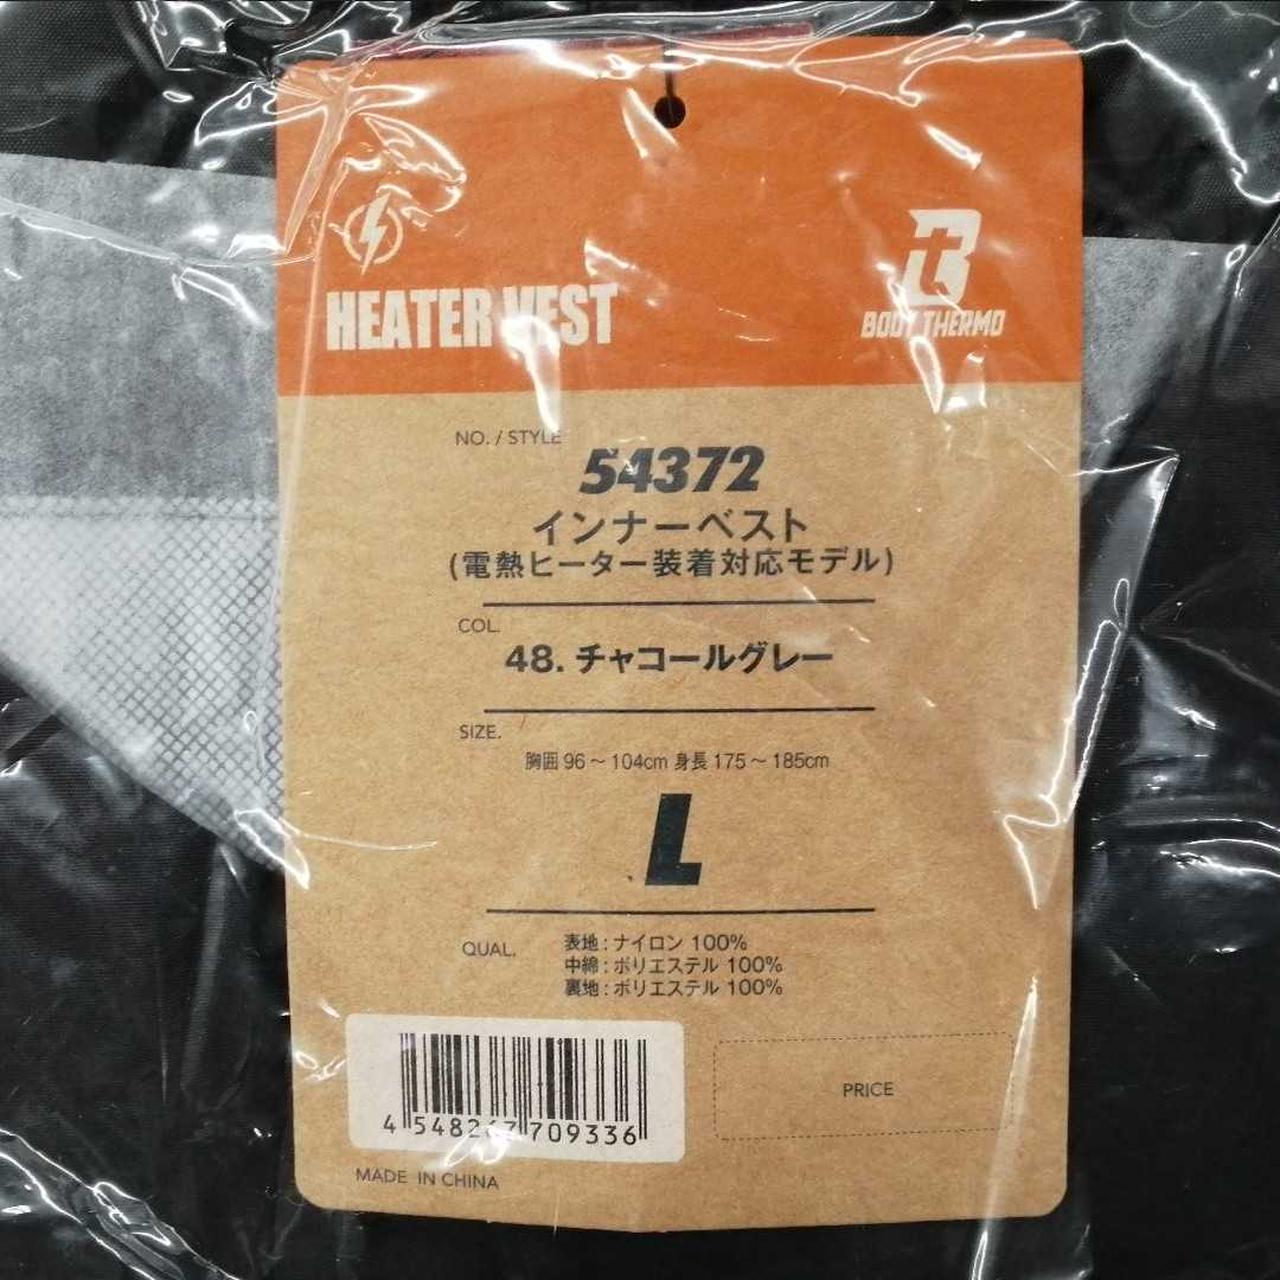 HEATER VEST
BODY THERMO
NO. / STYLE
54372
インナーベスト
(電熱ヒーター装着対応モデル)
COL.
48. チャコールグレー
SIZE.
胸囲 96 ～ 104cm 身長 175 ～ 185cm
L
QUAL.
表地 : ナイロン 100%
中綿 : ポリエステル 100%
裏地 : ポリエステル 100%
4 548267 709336
PRICE
MADE IN CHINA